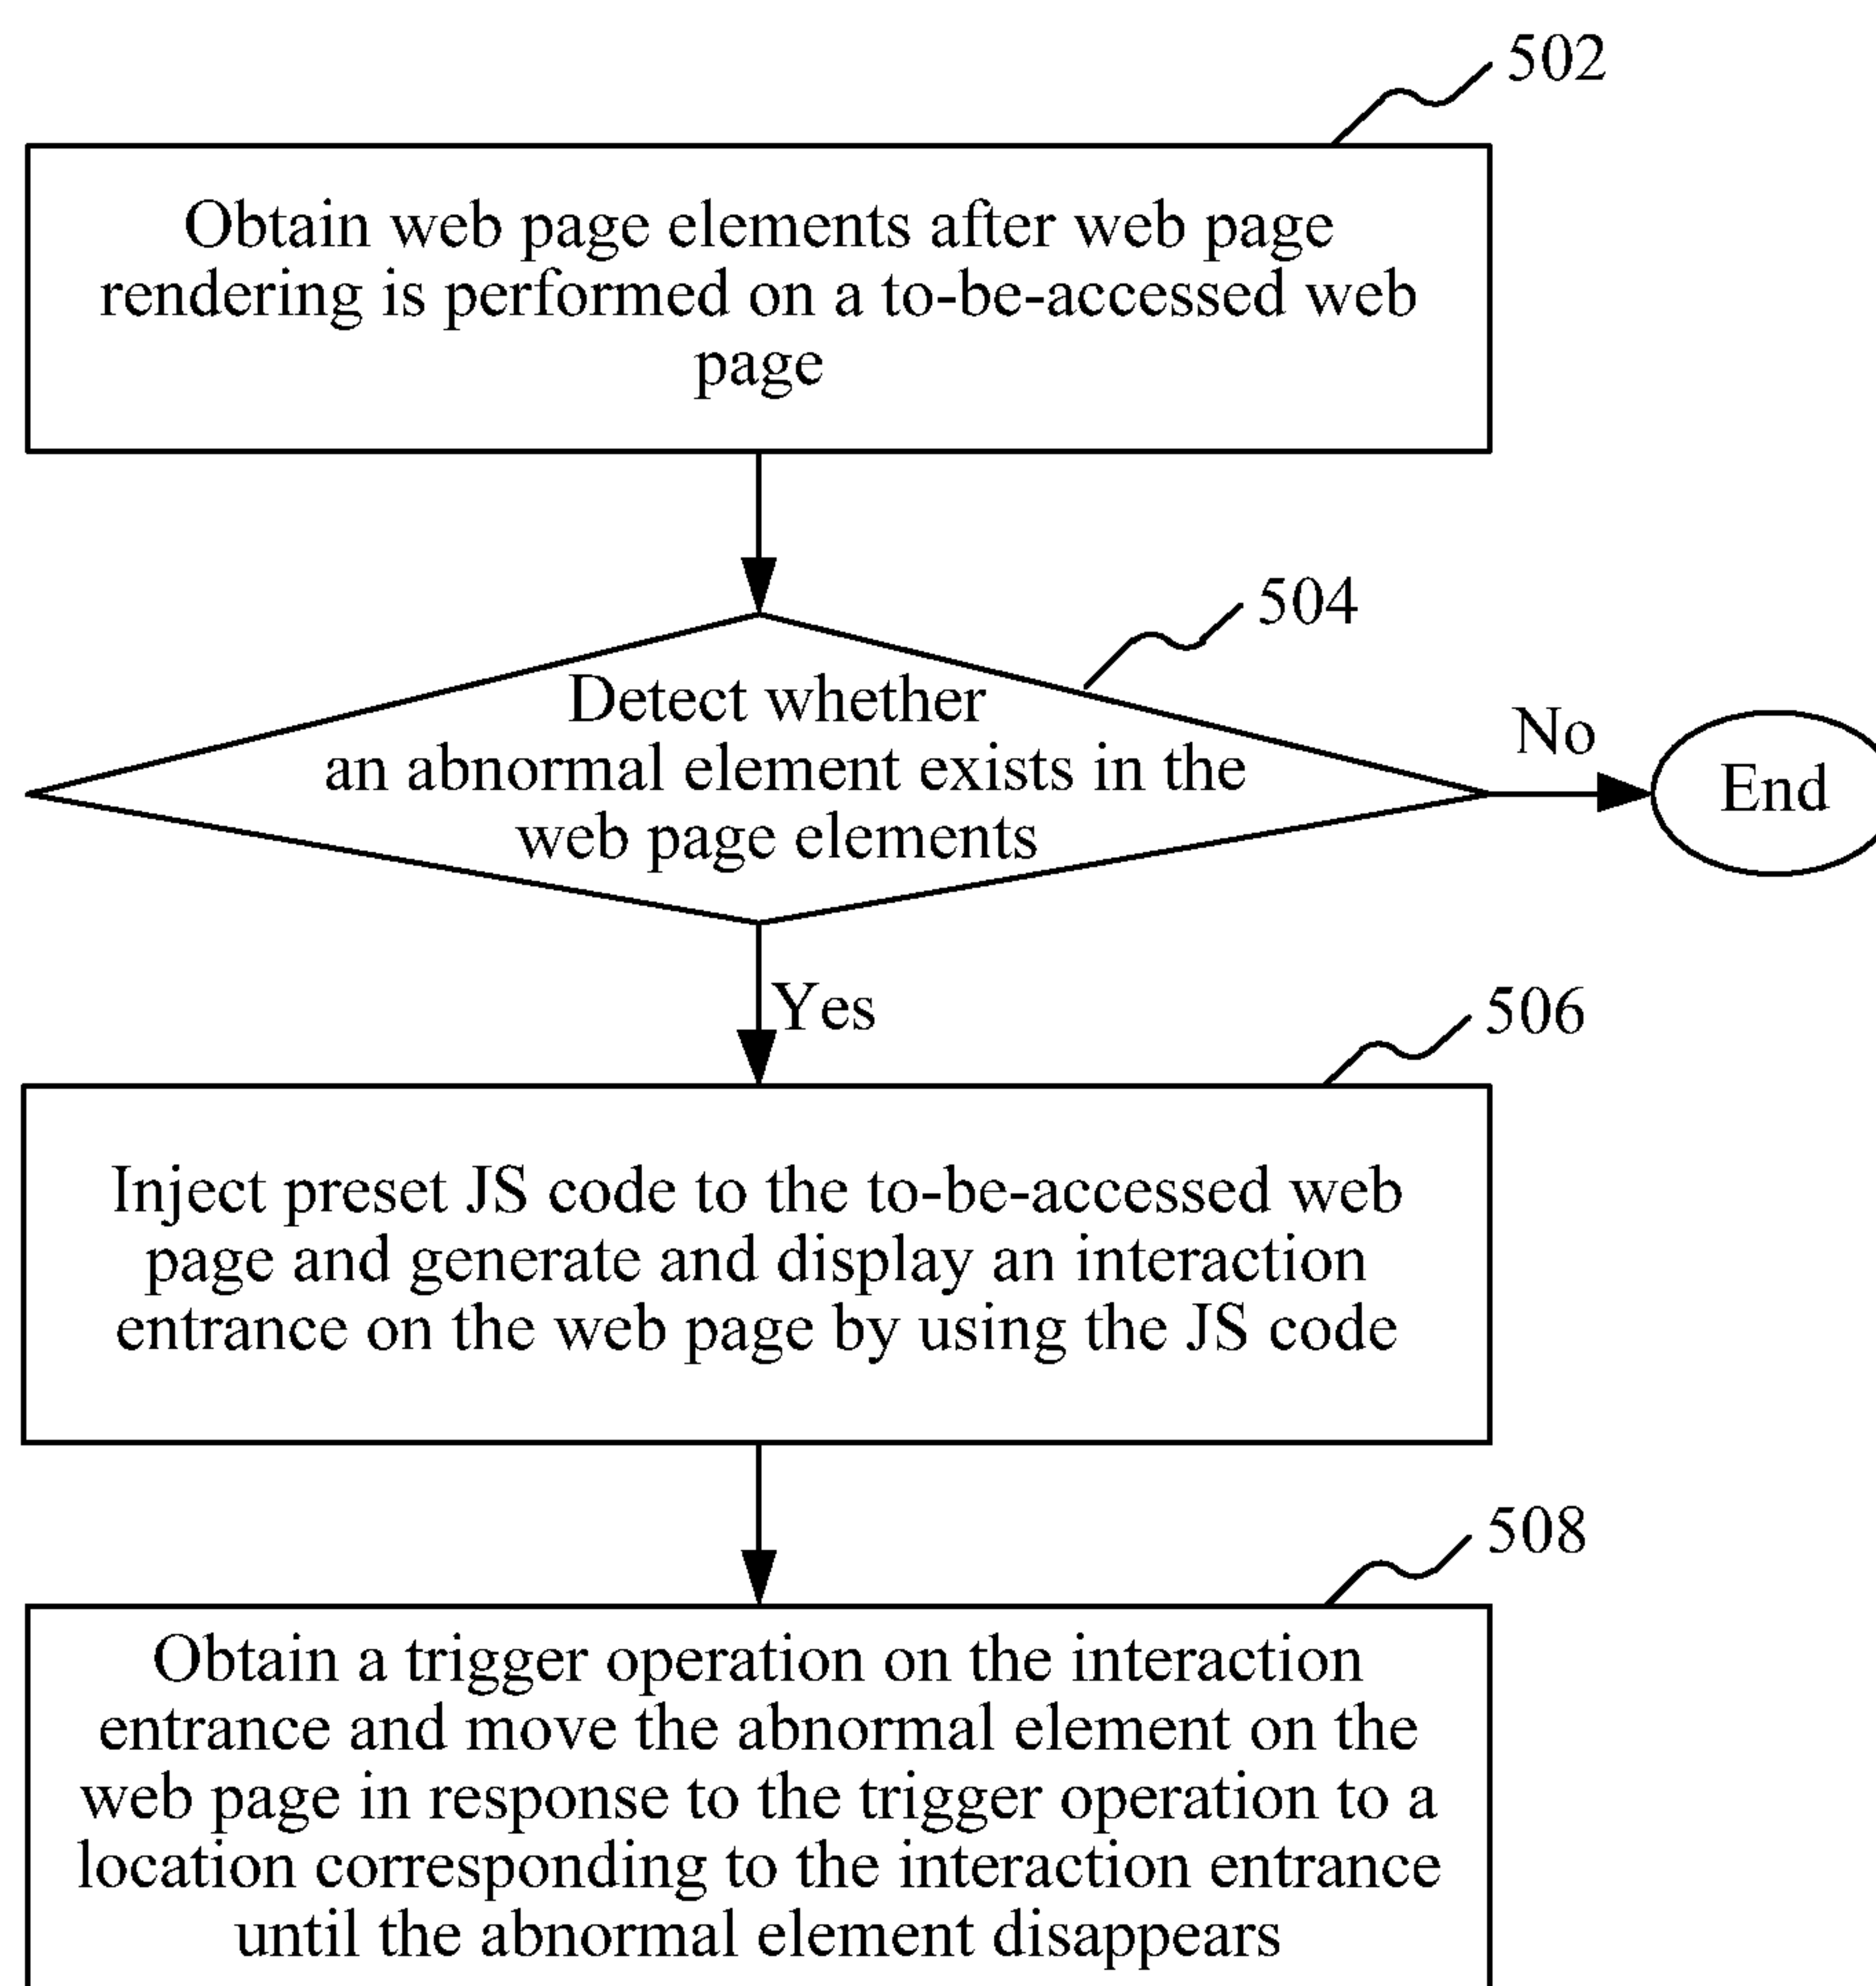 502
Obtain web page elements after web page
rendering is performed on a to-be-accessed web
page
504
Detect whether
an abnormal element exists in the
web page elements
No
End
Yes
506
Inject preset JS code to the to-be-accessed web
page and generate and display an interaction
entrance on the web page by using the JS code
508
Obtain a trigger operation on the interaction
entrance and move the abnormal element on the
web page in response to the trigger operation to a
location corresponding to the interaction entrance
until the abnormal element disappears